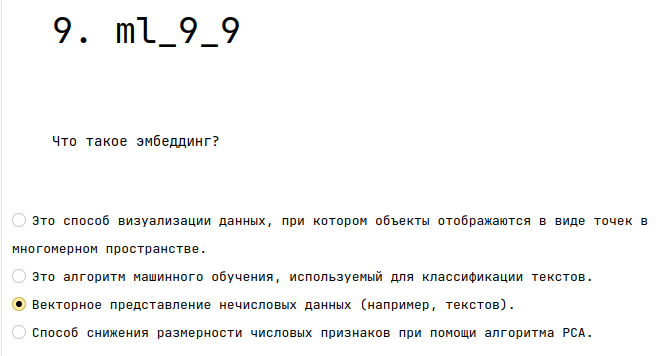 9. ml_9_9
Что такое эмбеддинг?
Это способ визуализации данных, при котором объекты отображаются в виде точек в
многомерном пространстве.
Это алгоритм машинного обучения, используемый для классификации текстов.
Векторное представление нечисловых данных (например, текстов).
Способ снижения размерности числовых признаков при помощи алгоритма PCA.